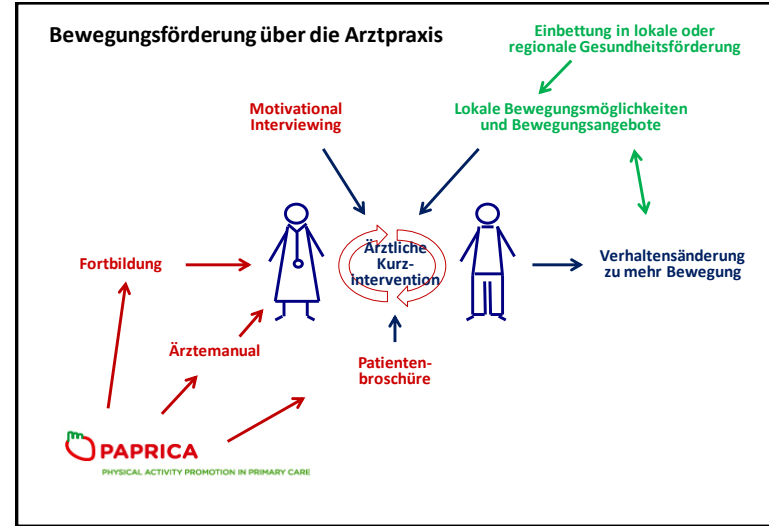 Bewegungsförderung über die Arztpraxis
Einbettung in lokale oder
regionale Gesundheitsförderung
Motivational
Interviewing
Lokale Bewegungsmöglichkeiten
und Bewegungsangebote
Fortbildung
Ärztliche
Kurz-
intervention
Verhaltensänderung
zu mehr Bewegung
Ärztemanual
Patienten-
broschüre
PAPRICA
PHYSICAL ACTIVITY PROMOTION IN PRIMARY CARE